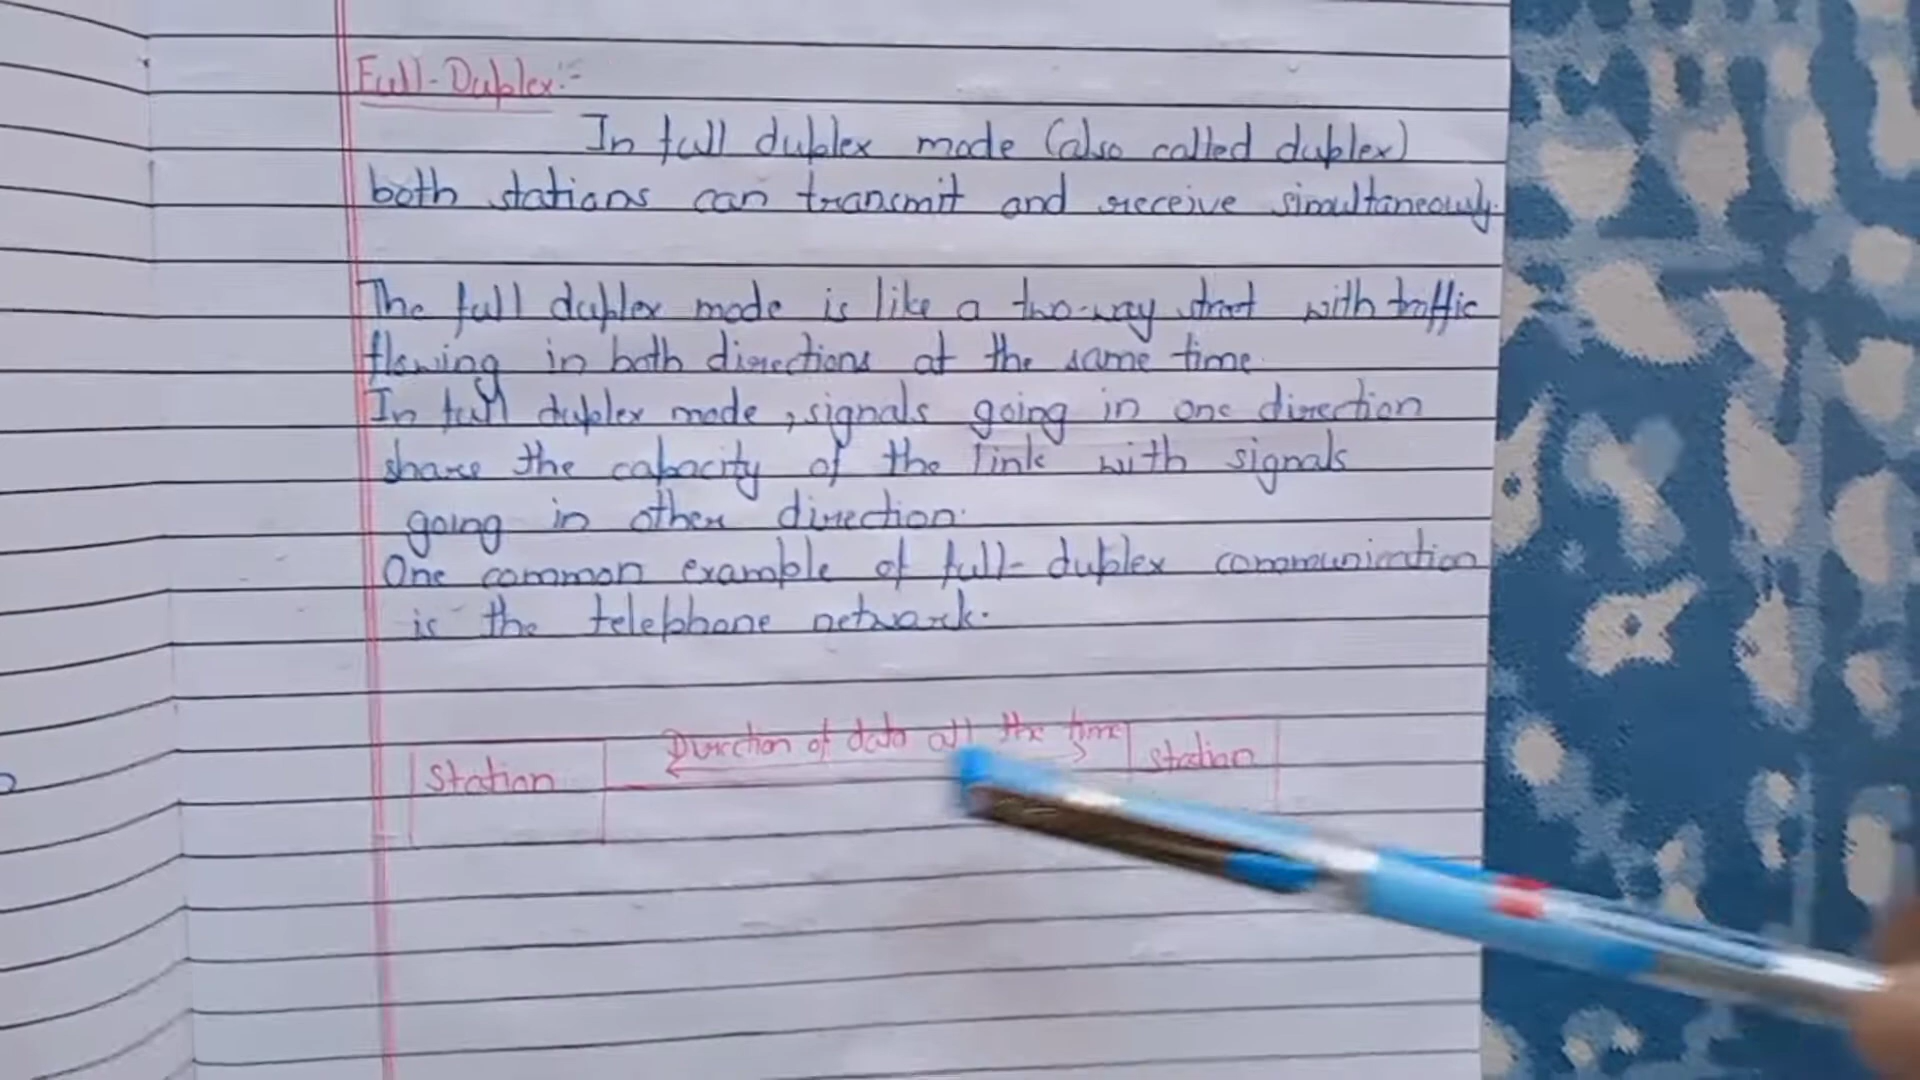 Full-Duplex:-
In full duplex mode (also called duplex)
both stations can transmit and receive simultaneously.
The full duplex mode is like a two-way street with traffic
flowing in both directions at the same time.
In full duplex mode, signals going in one direction
share the capacity of the link with signals
going in other direction.
One common example of full-duplex communication
is the telephone network.
Direction of data all the time
Station
Station